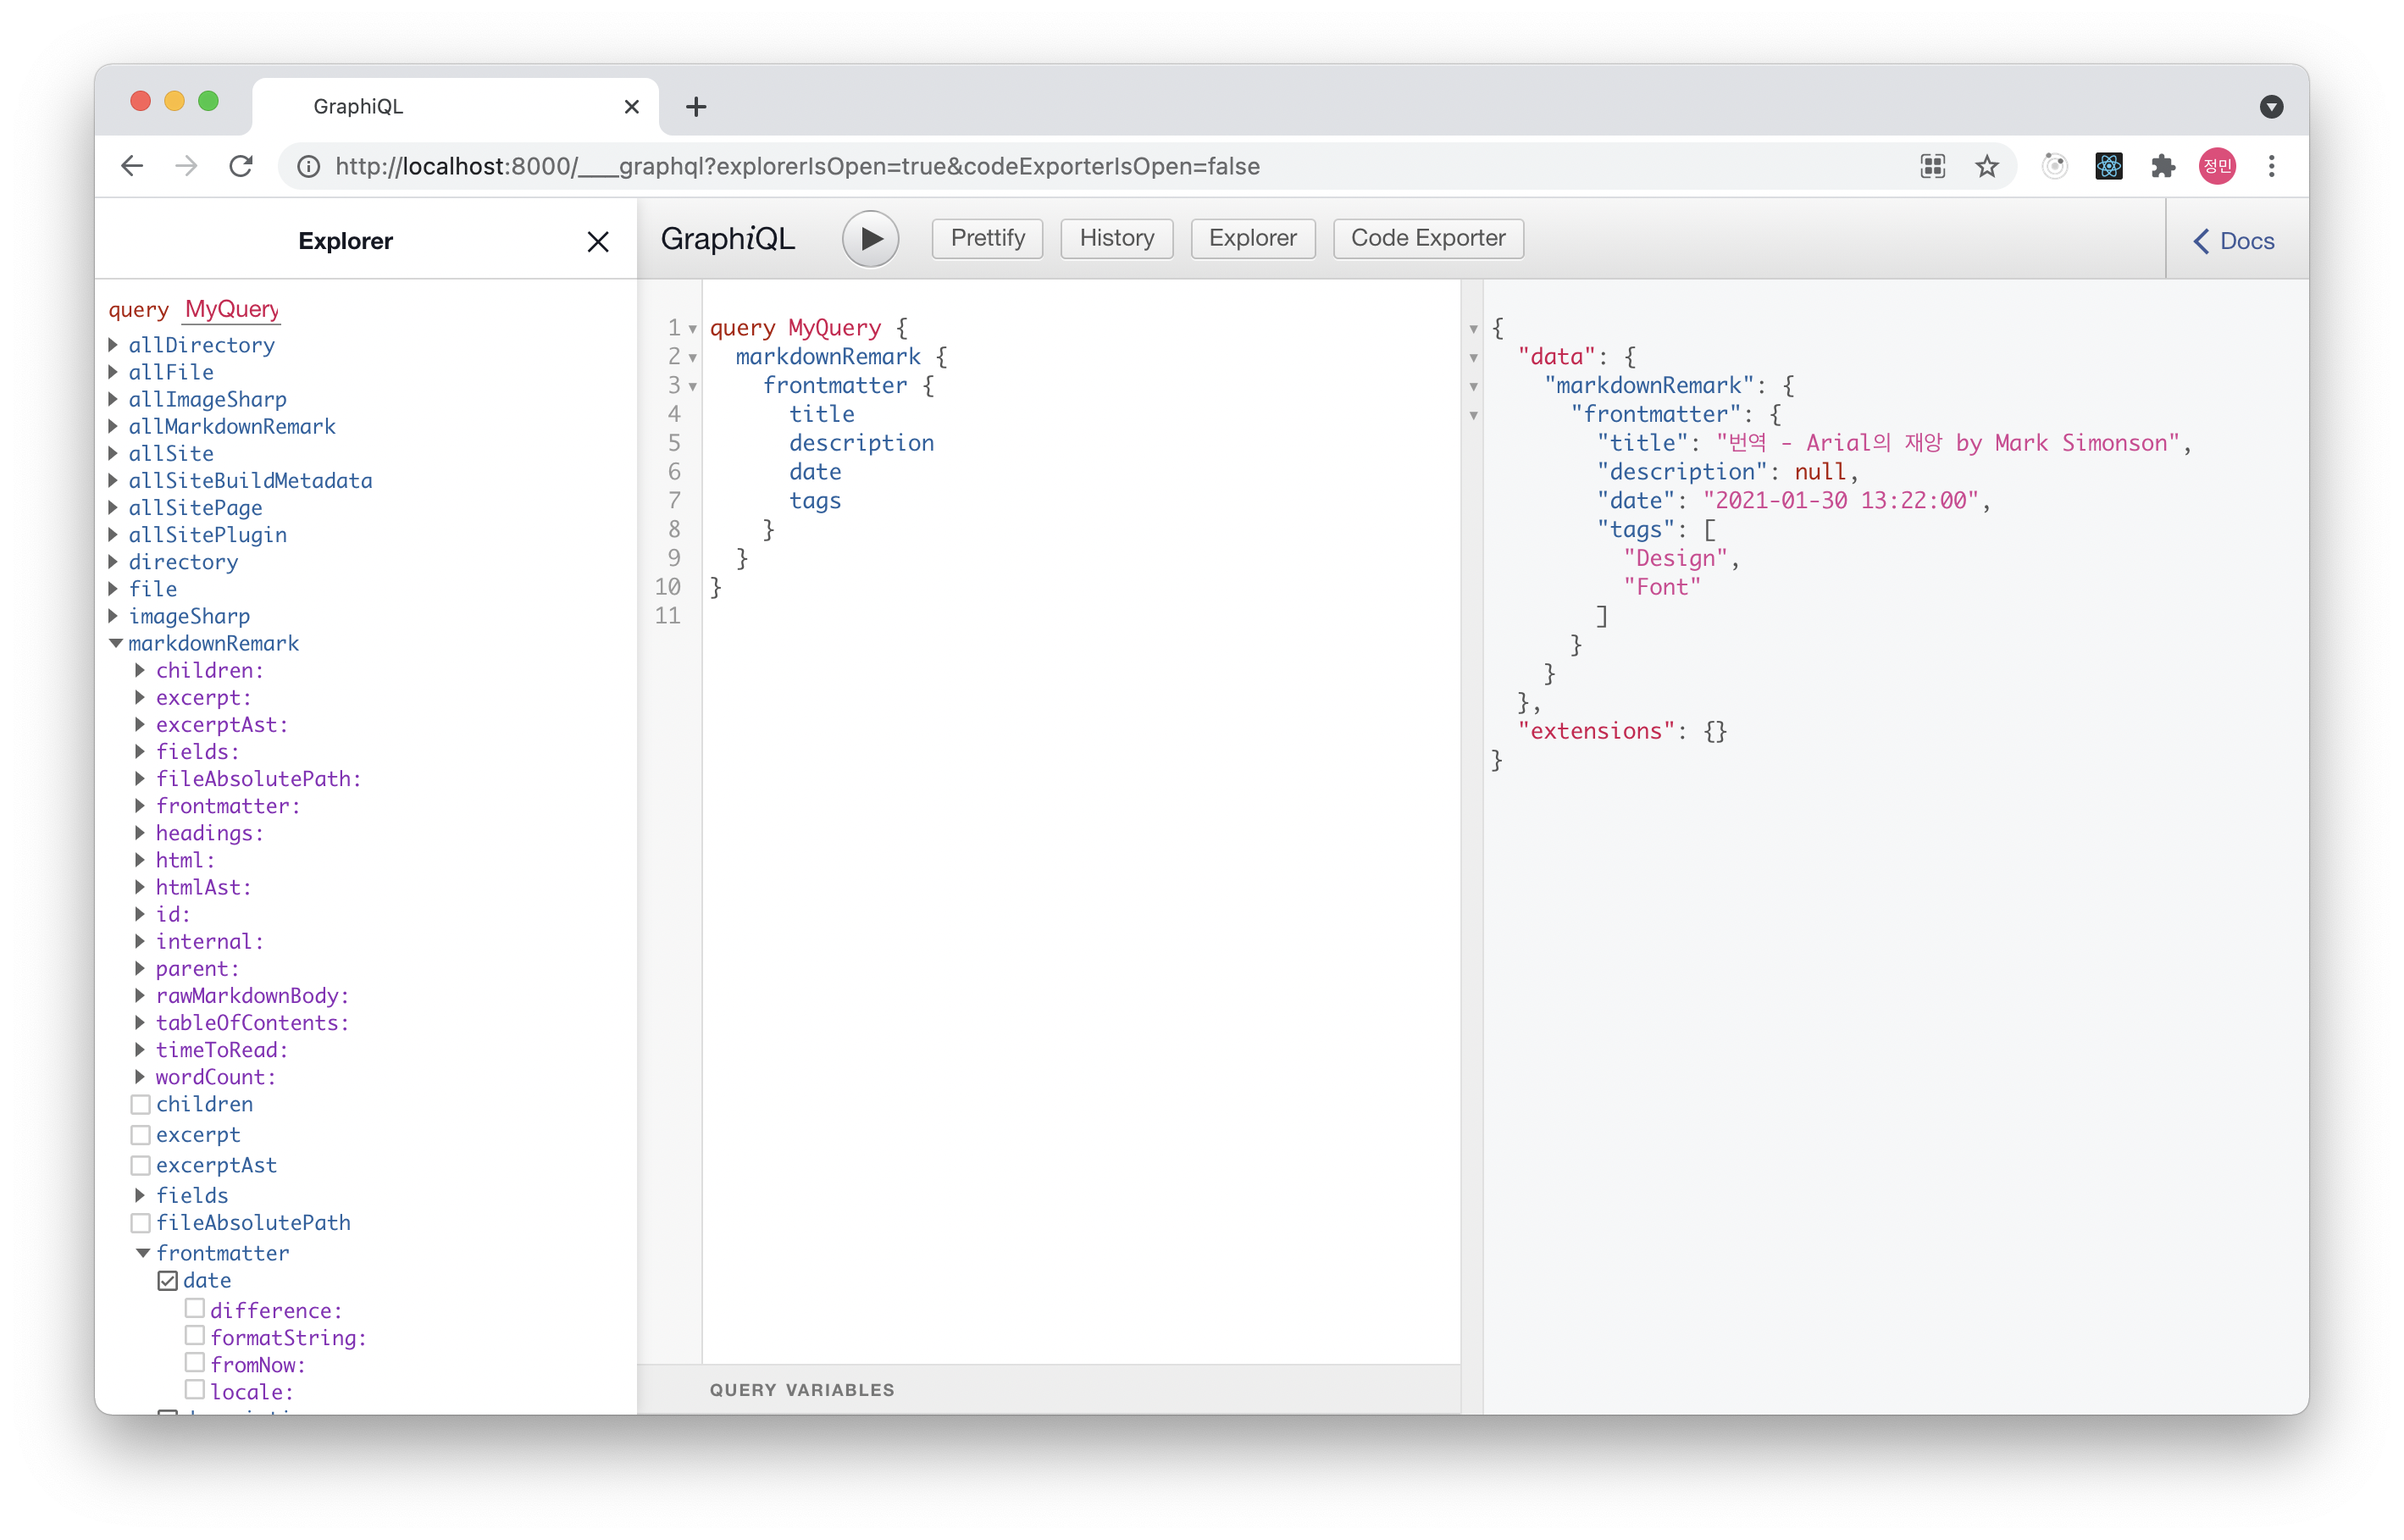 GraphiQL
http://localhost:8000/___graphql?explorerIsOpen=true&codeExporterIsOpen=false
정민
Explorer
GraphiQL
Prettify
History
Explorer
Code Exporter
Docs
query MyQuery
allDirectory
allFile
allImageSharp
allMarkdownRemark
allSite
allSiteBuildMetadata
allSitePage
allSitePlugin
directory
file
imageSharp
markdownRemark
children:
excerpt:
excerptAst:
fields:
fileAbsolutePath:
frontmatter:
headings:
html:
htmlAst:
id:
internal:
parent:
rawMarkdownBody:
tableOfContents:
timeToRead:
wordCount:
children
excerpt
excerptAst
fields
fileAbsolutePath
frontmatter
date
difference:
formatString:
fromNow:
locale:
1 query MyQuery {
2 markdownRemark {
3 frontmatter {
4 title
5 description
6 date
7 tags
8 }
9 }
10 }
11
QUERY VARIABLES
{
"data": {
"markdownRemark": {
"frontmatter": {
"title": "번역 - Arial의 재앙 by Mark Simonson",
"description": null,
"date": "2021-01-30 13:22:00",
"tags": [
"Design",
"Font"
]
}
}
},
"extensions": {}
}